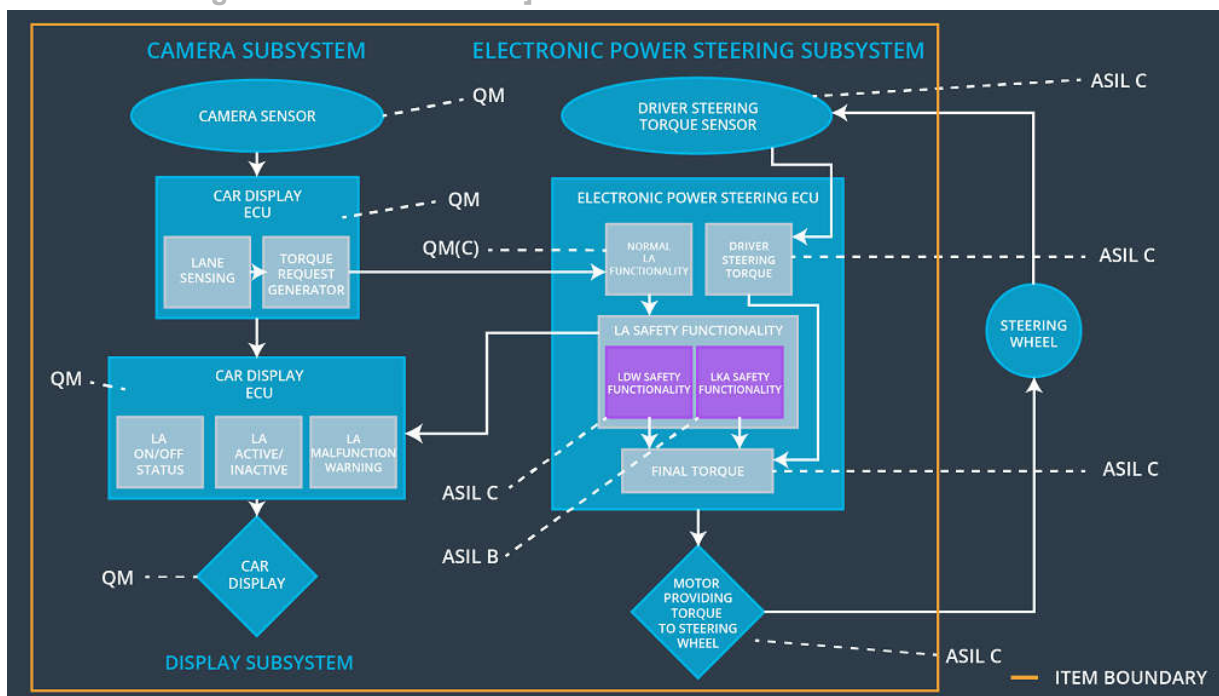 CAMERA SUBSYSTEM
ELECTRONIC POWER STEERING SUBSYSTEM
CAMERA SENSOR
QM
DRIVER STEERING
TORQUE SENSOR
ASIL C
CAR DISPLAY
ECU
QM
LANE
SENSING
TORQUE
REQUEST
GENERATOR
QM(C)
ELECTRONIC POWER STEERING ECU
NORMAL
LA
FUNCTIONALITY
DRIVER
STEERING
TORQUE
ASIL C
STEERING
WHEEL
LA SAFETY FUNCTIONALITY
LDW SAFETY
FUNCTIONALITY
LKA SAFETY
FUNCTIONALITY
QM
CAR DISPLAY
ECU
LA
ON/OFF
STATUS
LA
ACTIVE/
INACTIVE
LA
MALFUNCTION
WARNING
FINAL TORQUE
ASIL C
ASIL C
ASIL B
QM
CAR
DISPLAY
MOTOR
PROVIDING
TORQUE
TO STEERING
WHEEL
ASIL C
DISPLAY SUBSYSTEM
ITEM BOUNDARY